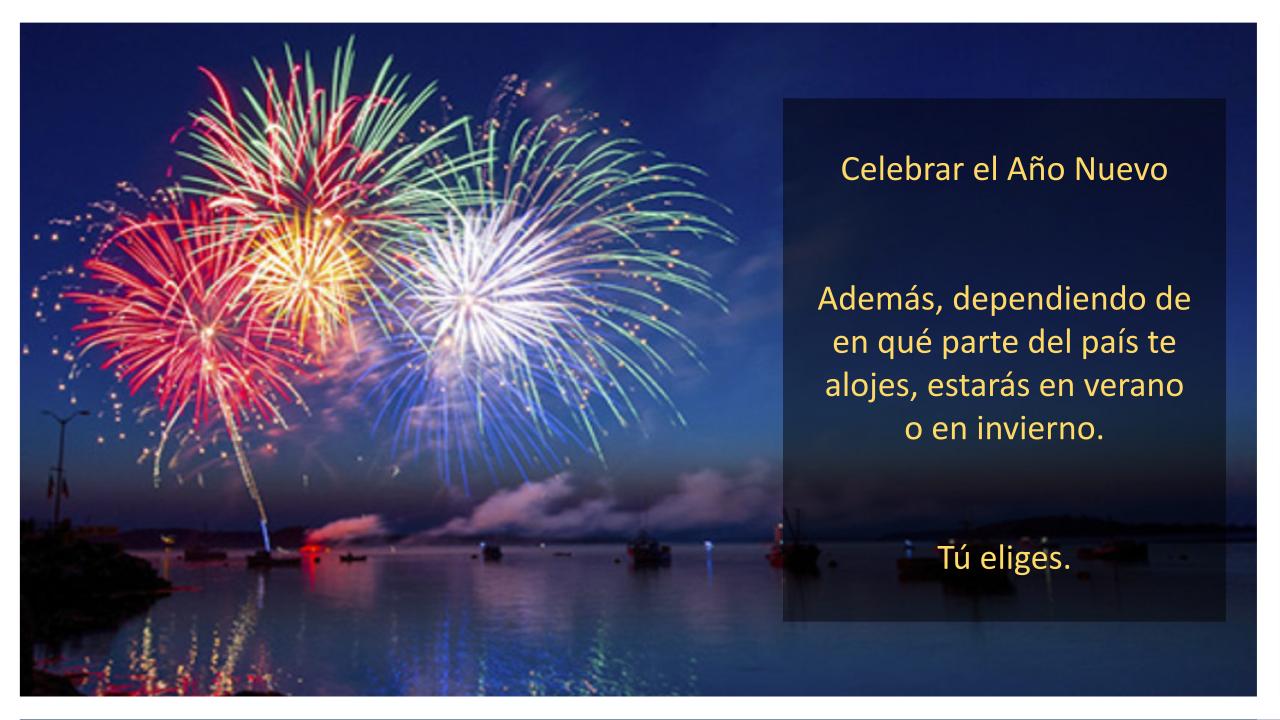 Celebrar el Año Nuevo
Además, dependiendo de
en qué parte del país te
alojes, estarás en verano
o en invierno.
Tú eliges.